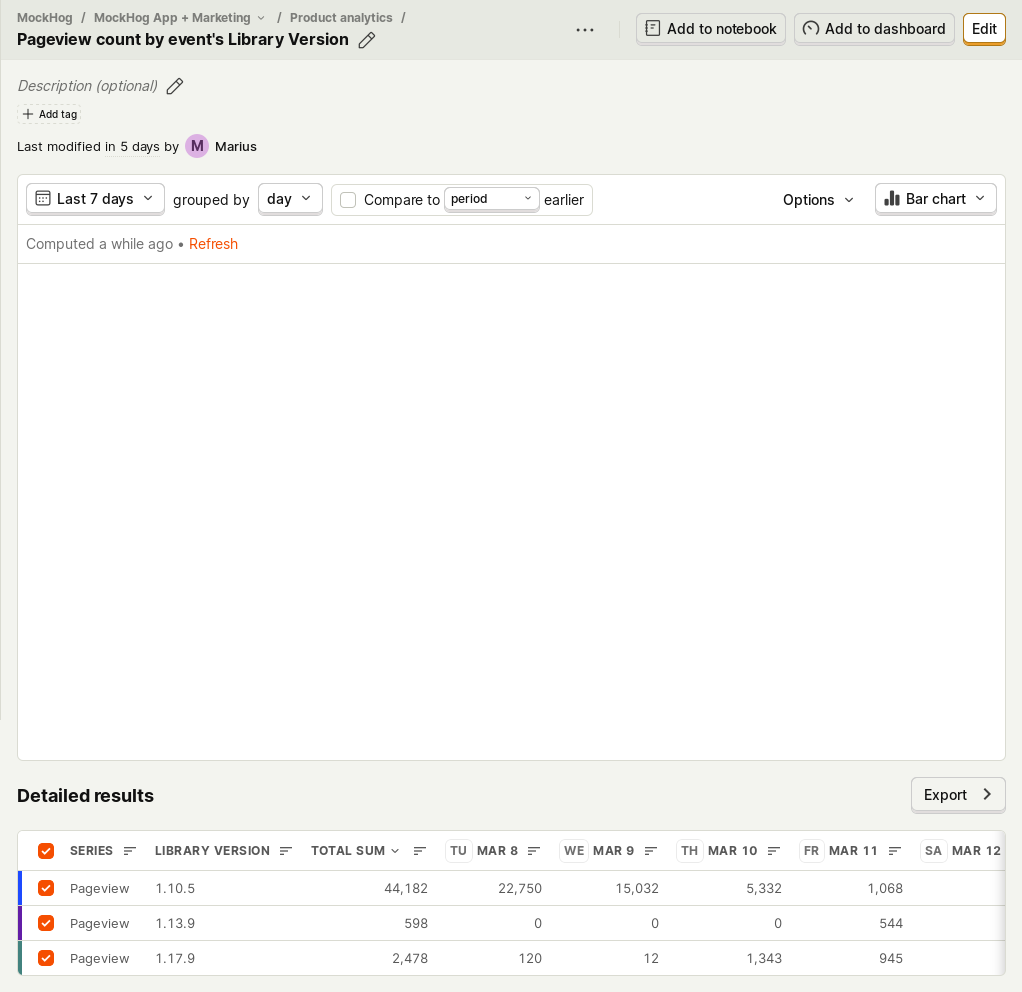 MockHog / MockHog App + Marketing / Product analytics /
Pageview count by event's Library Version
Add to notebook
Add to dashboard
Edit
Description (optional)
Add tag
Last modified in 5 days by M Marius
Last 7 days grouped by day Compare to period earlier Options Bar chart
Computed a while ago • Refresh
Detailed results
Export
SERIES LIBRARY VERSION TOTAL SUM TU MAR 8 WE MAR 9 TH MAR 10 FR MAR 11 SA MAR 12
Pageview 1.10.5 44,182 22,750 15,032 5,332 1,068
Pageview 1.13.9 598 0 0 0 544
Pageview 1.17.9 2,478 120 12 1,343 945